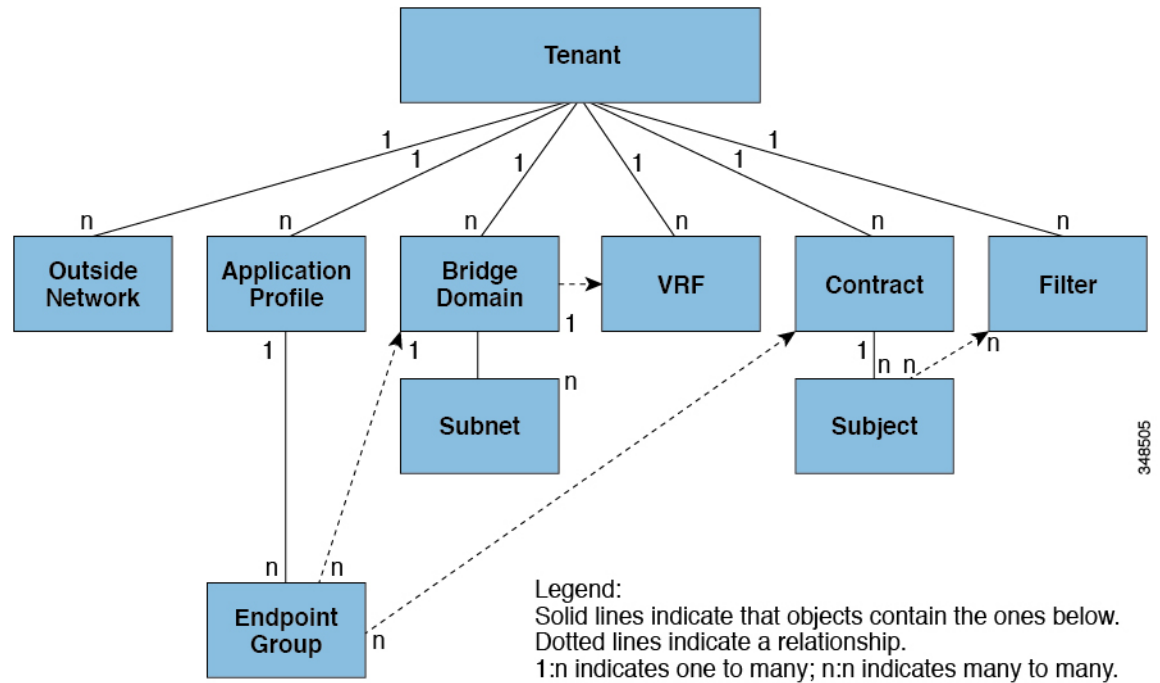 Tenant
1
1
1
1
1
1
n
n
n
n
n
n
Outside
Network
Application
Profile
Bridge
Domain
VRF
Contract
Filter
1
1
1
1
n
n
n
n
Subnet
Subject
348505
n
n
Endpoint
Group
n
Legend:
Solid lines indicate that objects contain the ones below.
Dotted lines indicate a relationship.
1:n indicates one to many; n:n indicates many to many.